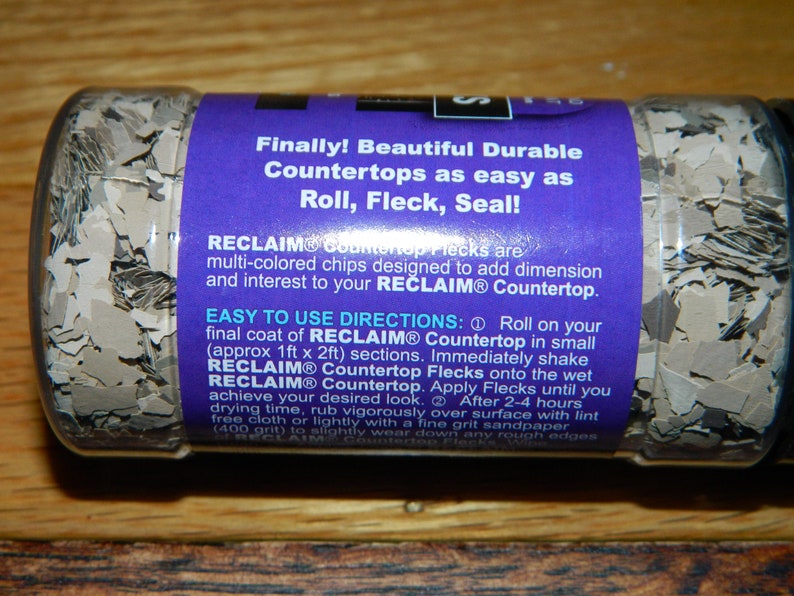 S
Finally! Beautiful Durable
Countertops as easy as
Roll, Fleck, Seal!
RECLAIM® Countertop Flecks are
multi-colored chips designed to add dimension
and interest to your RECLAIM® Countertop.
EASY TO USE DIRECTIONS: ① Roll on your
final coat of RECLAIM® Countertop in small
(approx 1ft x 2ft) sections. Immediately shake
RECLAIM® Countertop Flecks onto the wet
RECLAIM® Countertop. Apply Flecks until you
achieve your desired look. ② After 2-4 hours
drying time, rub vigorously over surface with lint
free cloth or lightly with a fine grit sandpaper
(400 grit) to slightly wear down any rough edges
RECLAIM® Countertop Flecks. Wipe